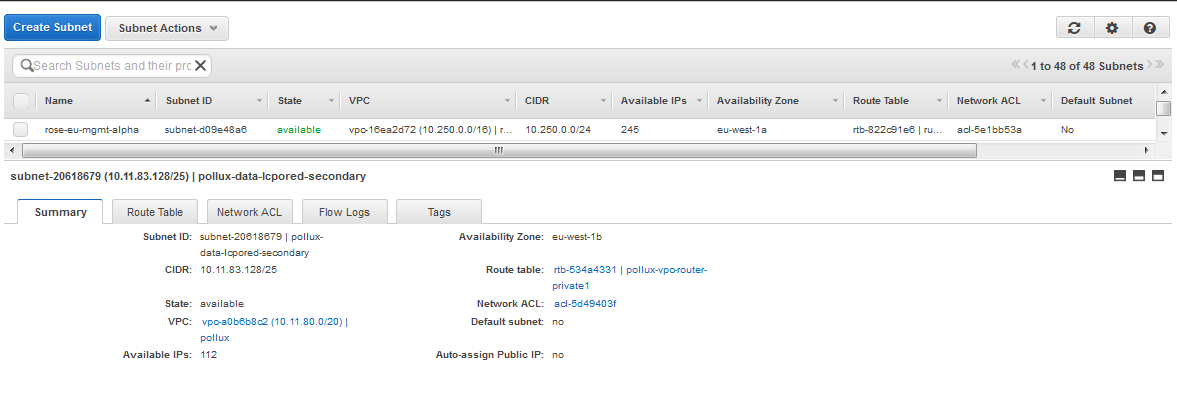 Create Subnet Subnet Actions
Search Subnets and their pro 1 to 48 of 48 Subnets
Name Subnet ID State VPC CIDR Available IPs Availability Zone Route Table Network ACL Default Subnet
rose-eu-mgmt-alpha subnet-d09e48a6 available vpc-16ea2d72 (10.250.0.0/16) | r... 10.250.0.0/24 245 eu-west-1a rtb-822c91e6 | ru... acl-5e1bb53a No
subnet-20618679 (10.11.83.128/25) | pollux-data-lcpored-secondary
Summary Route Table Network ACL Flow Logs Tags
Subnet ID: subnet-20618679 | pollux- Availability Zone: eu-west-1b
data-lcpored-secondary
CIDR: 10.11.83.128/25 Route table: rtb-534a4331 | pollux-vpo-router-
private1
State: available Network ACL: acl-5d49403f
VPC: vpc-a0b6b8c2 (10.11.80.0/20) | Default subnet: no
pollux
Available IPs: 112 Auto-assign Public IP: no